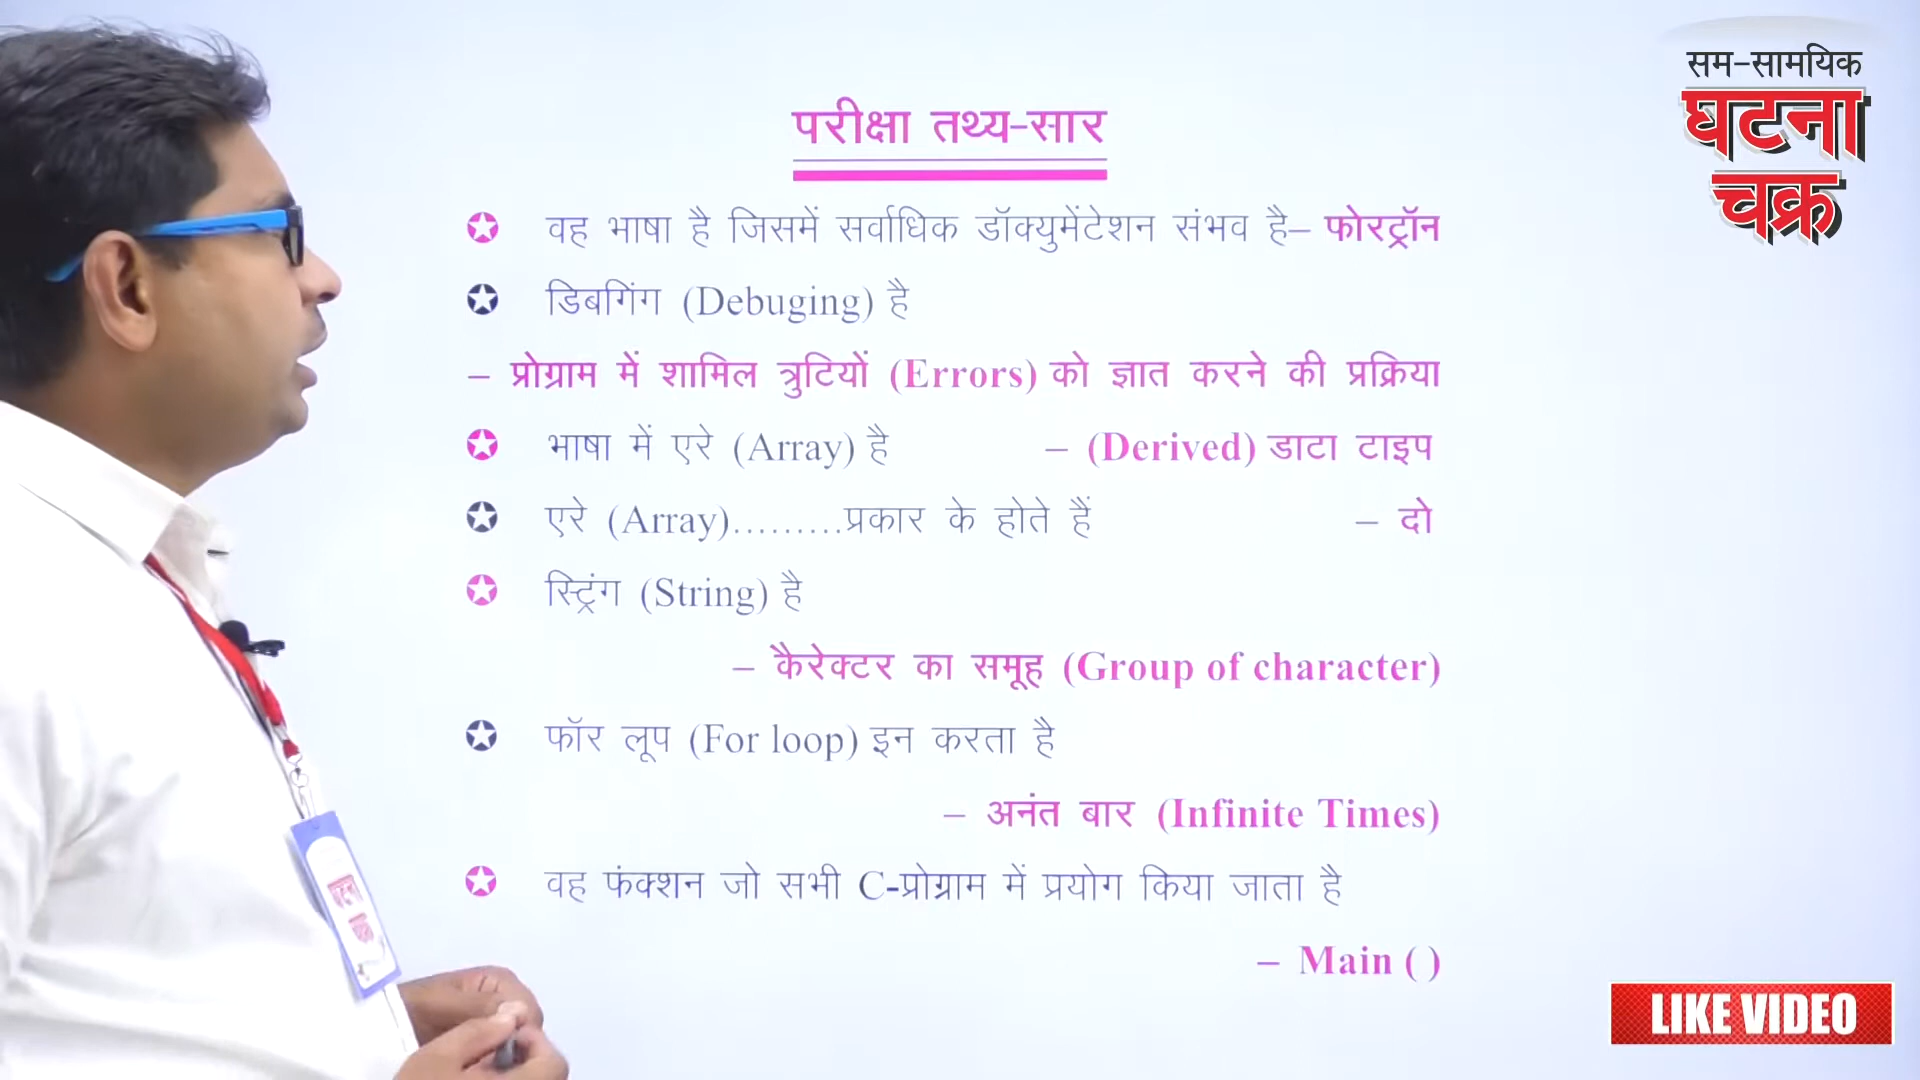 सम-सामयिक
घटना
चक्र
परीक्षा तथ्य-सार
वह भाषा है जिसमें सर्वाधिक डॉक्युमेंटेशन संभव है– फोरट्रॉन
डिबगिंग (Debuging) है
– प्रोग्राम में शामिल त्रुटियों (Errors) को ज्ञात करने की प्रक्रिया
भाषा में एरे (Array) है – (Derived) डाटा टाइप
एरे (Array).........प्रकार के होते हैं – दो
स्ट्रिंग (String) है
– कैरेक्टर का समूह (Group of character)
फॉर लूप (For loop) इन करता है
– अनंत बार (Infinite Times)
वह फंक्शन जो सभी C-प्रोग्राम में प्रयोग किया जाता है
– Main ( )
घटना
चक्र
LIKE VIDEO